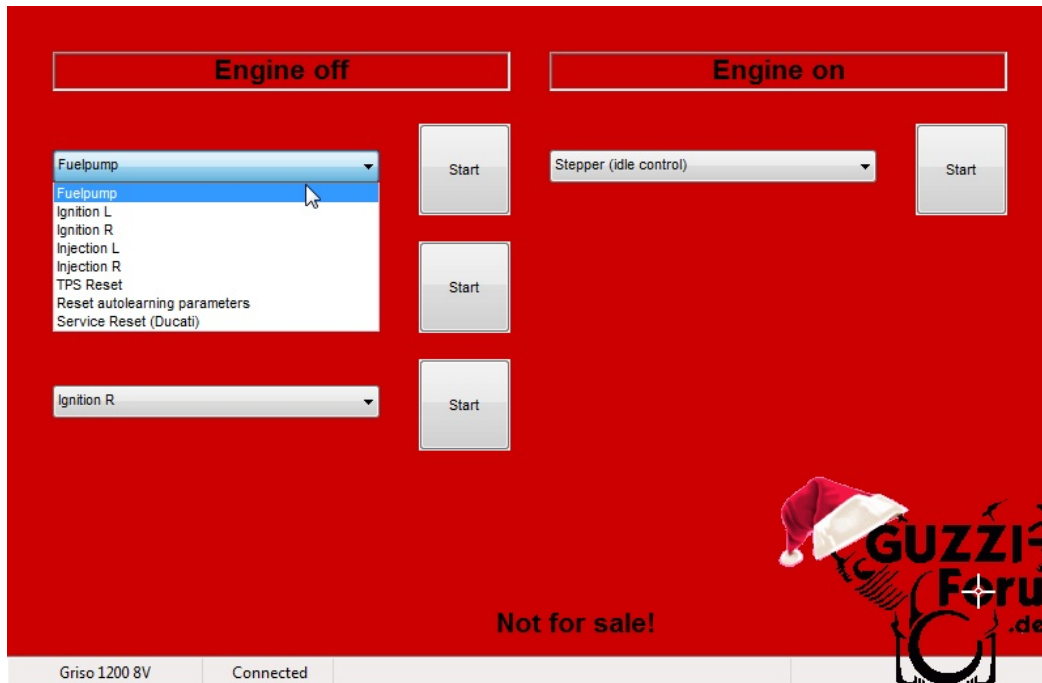 Engine off
Engine on
Fuelpump
Start
Stepper (idle control)
Start
Fuelpump
Ignition L
Ignition R
Injection L
Injection R
TPS Reset
Reset autolearning parameters
Service Reset (Ducati)
Start
Ignition R
Start
GUZZI-
Foru
.de
Not for sale!
Griso 1200 8V
Connected